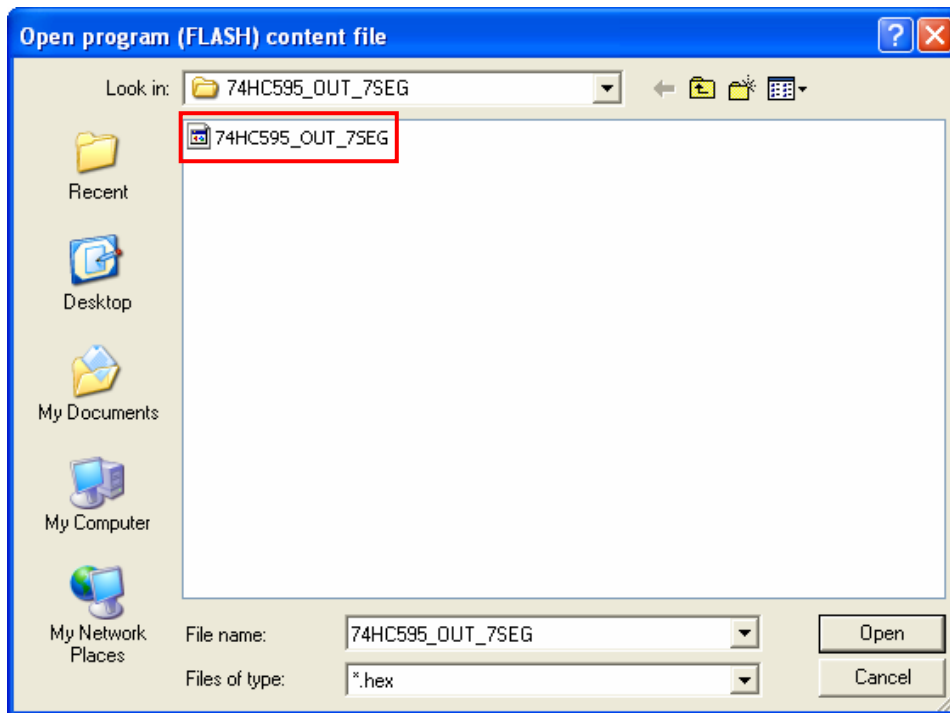 Open program (FLASH) content file
Look in: 74HC595_OUT_7SEG
74HC595_OUT_7SEG
Recent
Desktop
My Documents
My Computer
My Network
Places
File name: 74HC595_OUT_7SEG Open
Files of type: *.hex Cancel